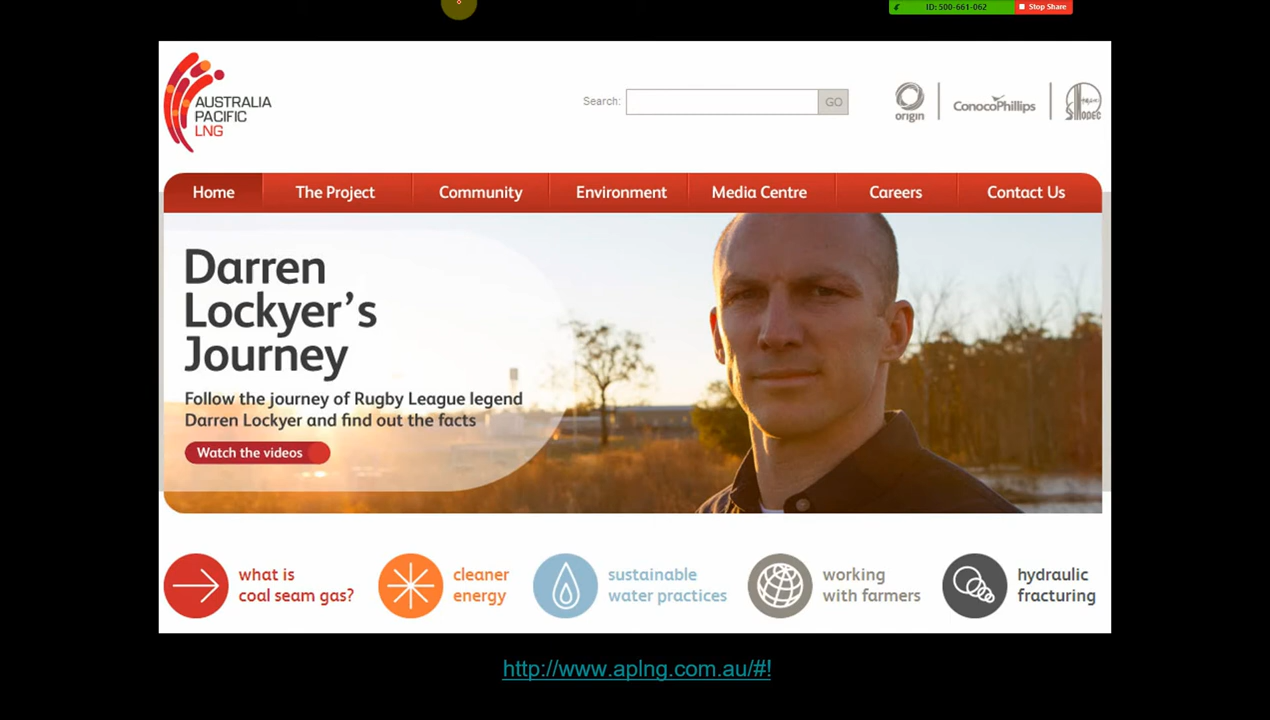 ID: 500-661-062
Stop Share
AUSTRALIA
PACIFIC
LNG
Search:
GO
origin
ConocoPhillips
SINOPEC
Home
The Project
Community
Environment
Media Centre
Careers
Contact Us
Darren
Lockyer's
Journey
Follow the journey of Rugby League legend
Darren Lockyer and find out the facts
Watch the videos
what is
coal seam gas?
cleaner
energy
sustainable
water practices
working
with farmers
hydraulic
fracturing
http://www.aplng.com.au/#!